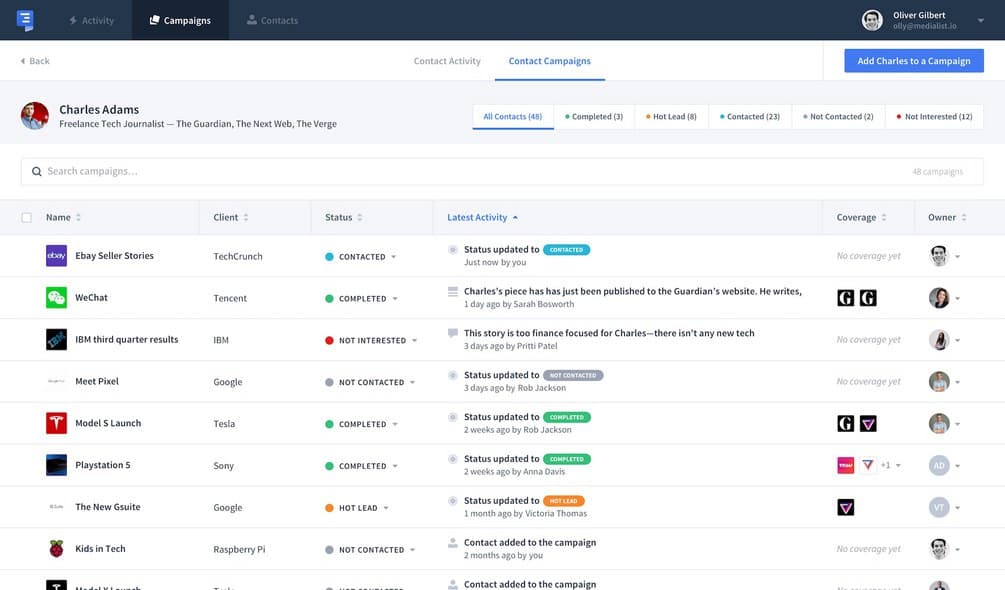 Activity
Campaigns
Contacts
Oliver Gilbert
olly@medialist.io
Back
Contact Activity
Contact Campaigns
Add Charles to a Campaign
Charles Adams
Freelance Tech Journalist — The Guardian, The Next Web, The Verge
All Contacts (48)
Completed (3)
Hot Lead (8)
Contacted (23)
Not Contacted (2)
Not Interested (12)
Search campaigns...
48 campaigns
Name
Client
Status
Latest Activity
Coverage
Owner
ebay
Ebay Seller Stories
TechCrunch
CONTACTED
Status updated to CONTACTED
Just now by you
No coverage yet
WeChat
Tencent
COMPLETED
Charles's piece has has just been published to the Guardian's website. He writes,
1 day ago by Sarah Bosworth
IBM
IBM third quarter results
IBM
NOT INTERESTED
This story is too finance focused for Charles—there isn't any new tech
3 days ago by Pritti Patel
No coverage yet
Meet Pixel
Google
NOT CONTACTED
Status updated to NOT CONTACTED
3 days ago by Rob Jackson
No coverage yet
Model S Launch
Tesla
COMPLETED
Status updated to COMPLETED
2 weeks ago by Rob Jackson
Playstation 5
Sony
COMPLETED
Status updated to COMPLETED
2 weeks ago by Anna Davis
+1
AD
The New Gsuite
Google
HOT LEAD
Status updated to HOT LEAD
1 month ago by Victoria Thomas
VT
Kids in Tech
Raspberry Pi
NOT CONTACTED
Contact added to the campaign
2 months ago by you
No coverage yet
Contact added to the campaign